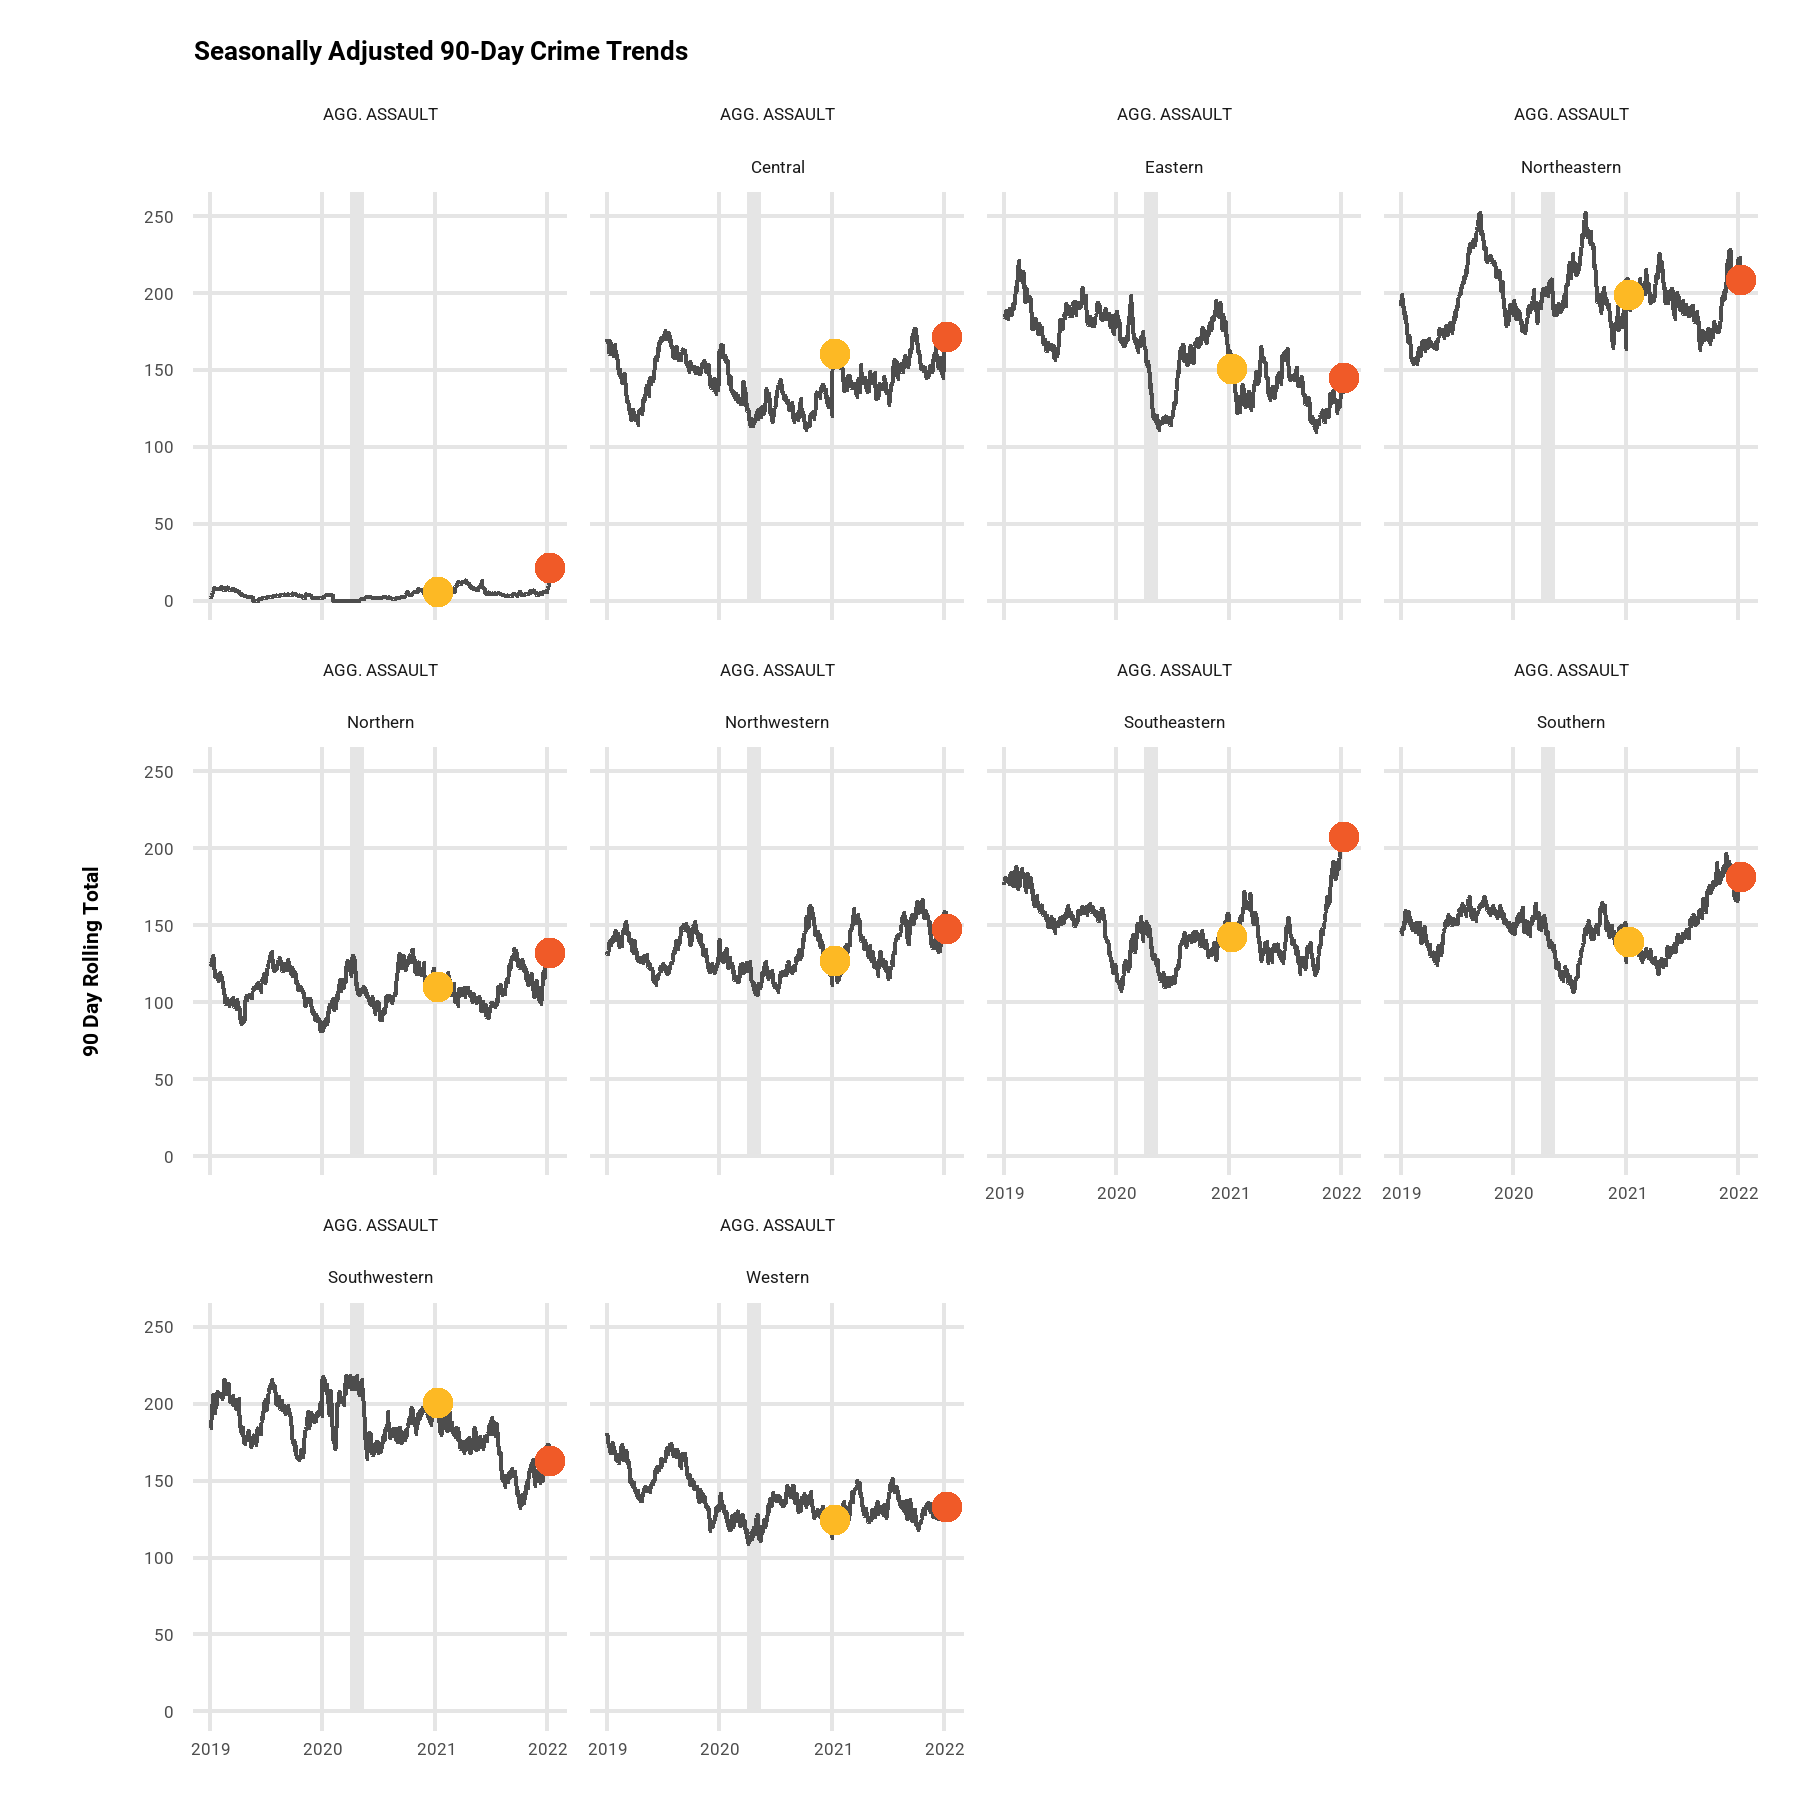 Seasonally Adjusted 90-Day Crime Trends
AGG. ASSAULT
AGG. ASSAULT
AGG. ASSAULT
AGG. ASSAULT
Central
Eastern
Northeastern
250
200
150
100
50
0
AGG. ASSAULT
AGG. ASSAULT
AGG. ASSAULT
AGG. ASSAULT
Northern
Northwestern
Southeastern
Southern
250
200
150
100
50
0
90 Day Rolling Total
2019
2020
2021
2022
2019
2020
2021
2022
AGG. ASSAULT
AGG. ASSAULT
Southwestern
Western
250
200
150
100
50
0
2019
2020
2021
2022
2019
2020
2021
2022